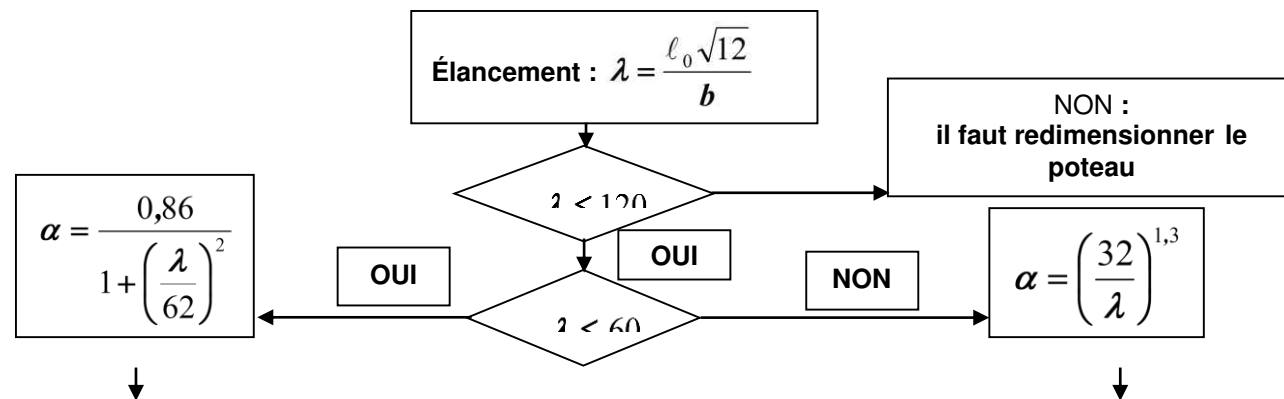 Élancement : λ = ℓ₀√12 / b
NON :
il faut redimensionner le
poteau
λ ≤ 120
α = 0,86 / (1 + (λ/62)²)
OUI
OUI
NON
α = (32/λ)^1,3
λ ≤ 60